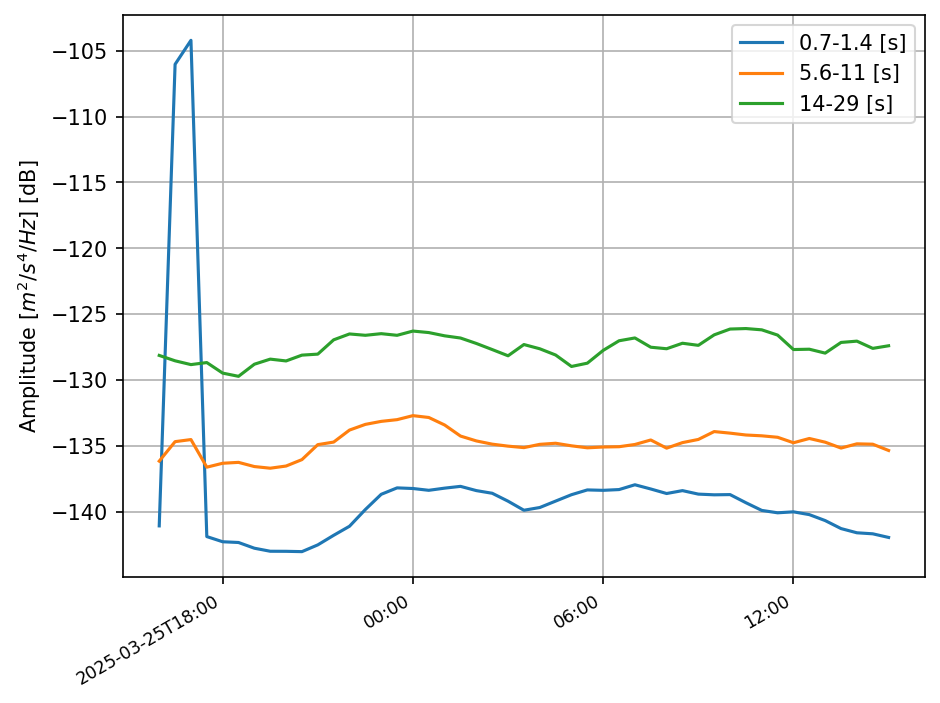 0.7-1.4 [s]
5.6-11 [s]
14-29 [s]
Amplitude [m²/s⁴/Hz] [dB]
−105
−110
−115
−120
−125
−130
−135
−140
2025-03-25T18:00
00:00
06:00
12:00